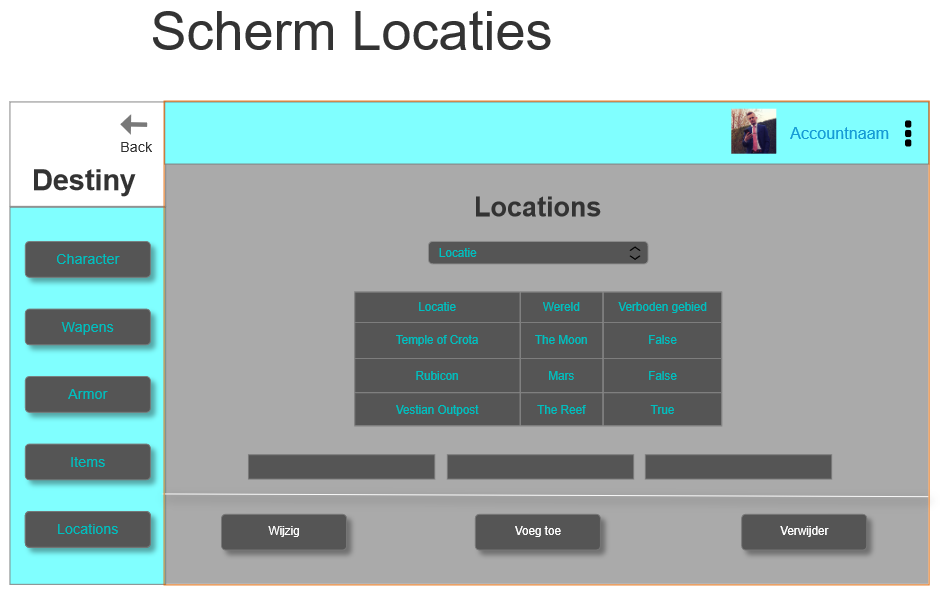 Scherm Locaties
Back
Destiny
Accountnaam
Character
Wapens
Armor
Items
Locations
Locations
Locatie
Locatie Wereld Verboden gebied
Temple of Crota The Moon False
Rubicon Mars False
Vestian Outpost The Reef True
Wijzig Voeg toe Verwijder